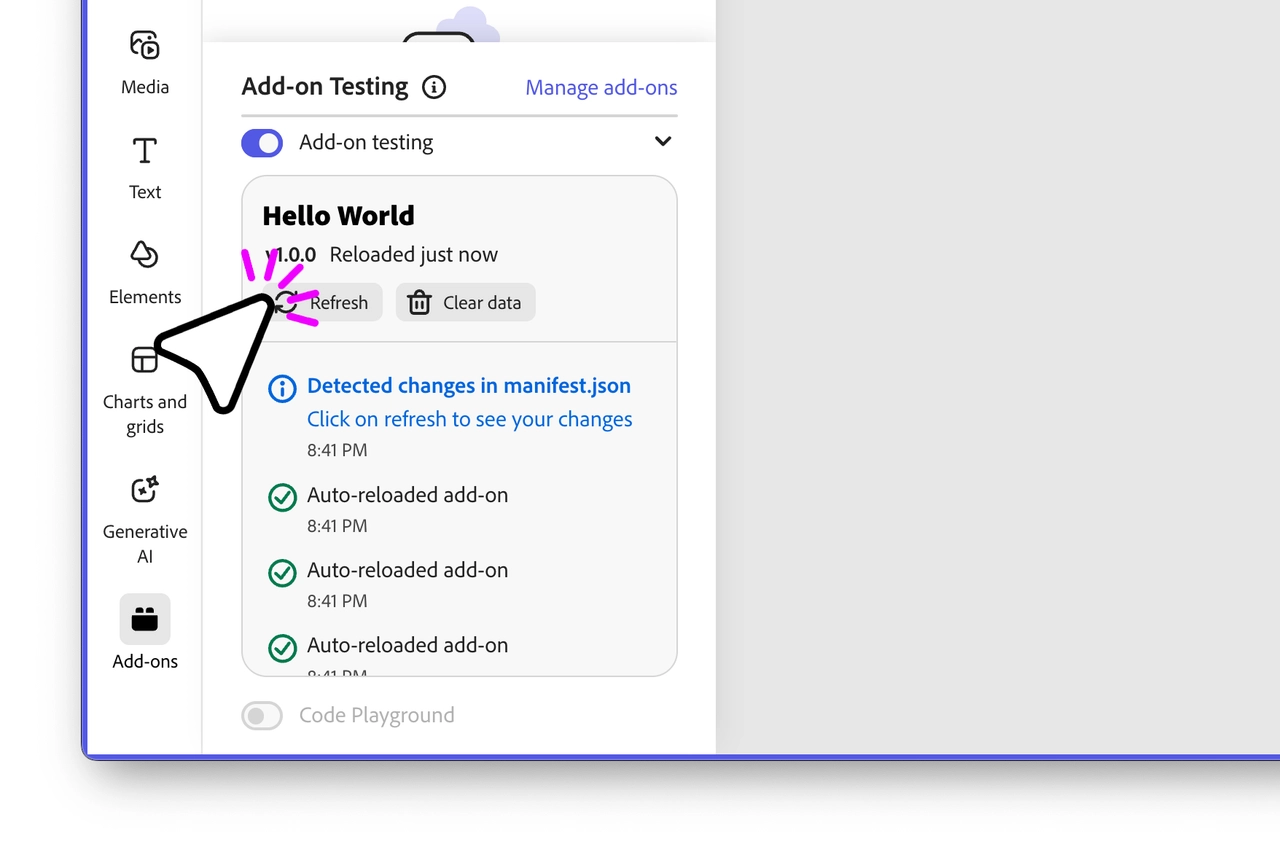 Media
Text
Elements
Charts and
grids
Generative
AI
Add-ons
Add-on Testing
Manage add-ons
Add-on testing
Hello World
v1.0.0 Reloaded just now
Refresh
Clear data
Detected changes in manifest.json
Click on refresh to see your changes
8:41 PM
Auto-reloaded add-on
8:41 PM
Auto-reloaded add-on
8:41 PM
Auto-reloaded add-on
8:41 PM
Code Playground